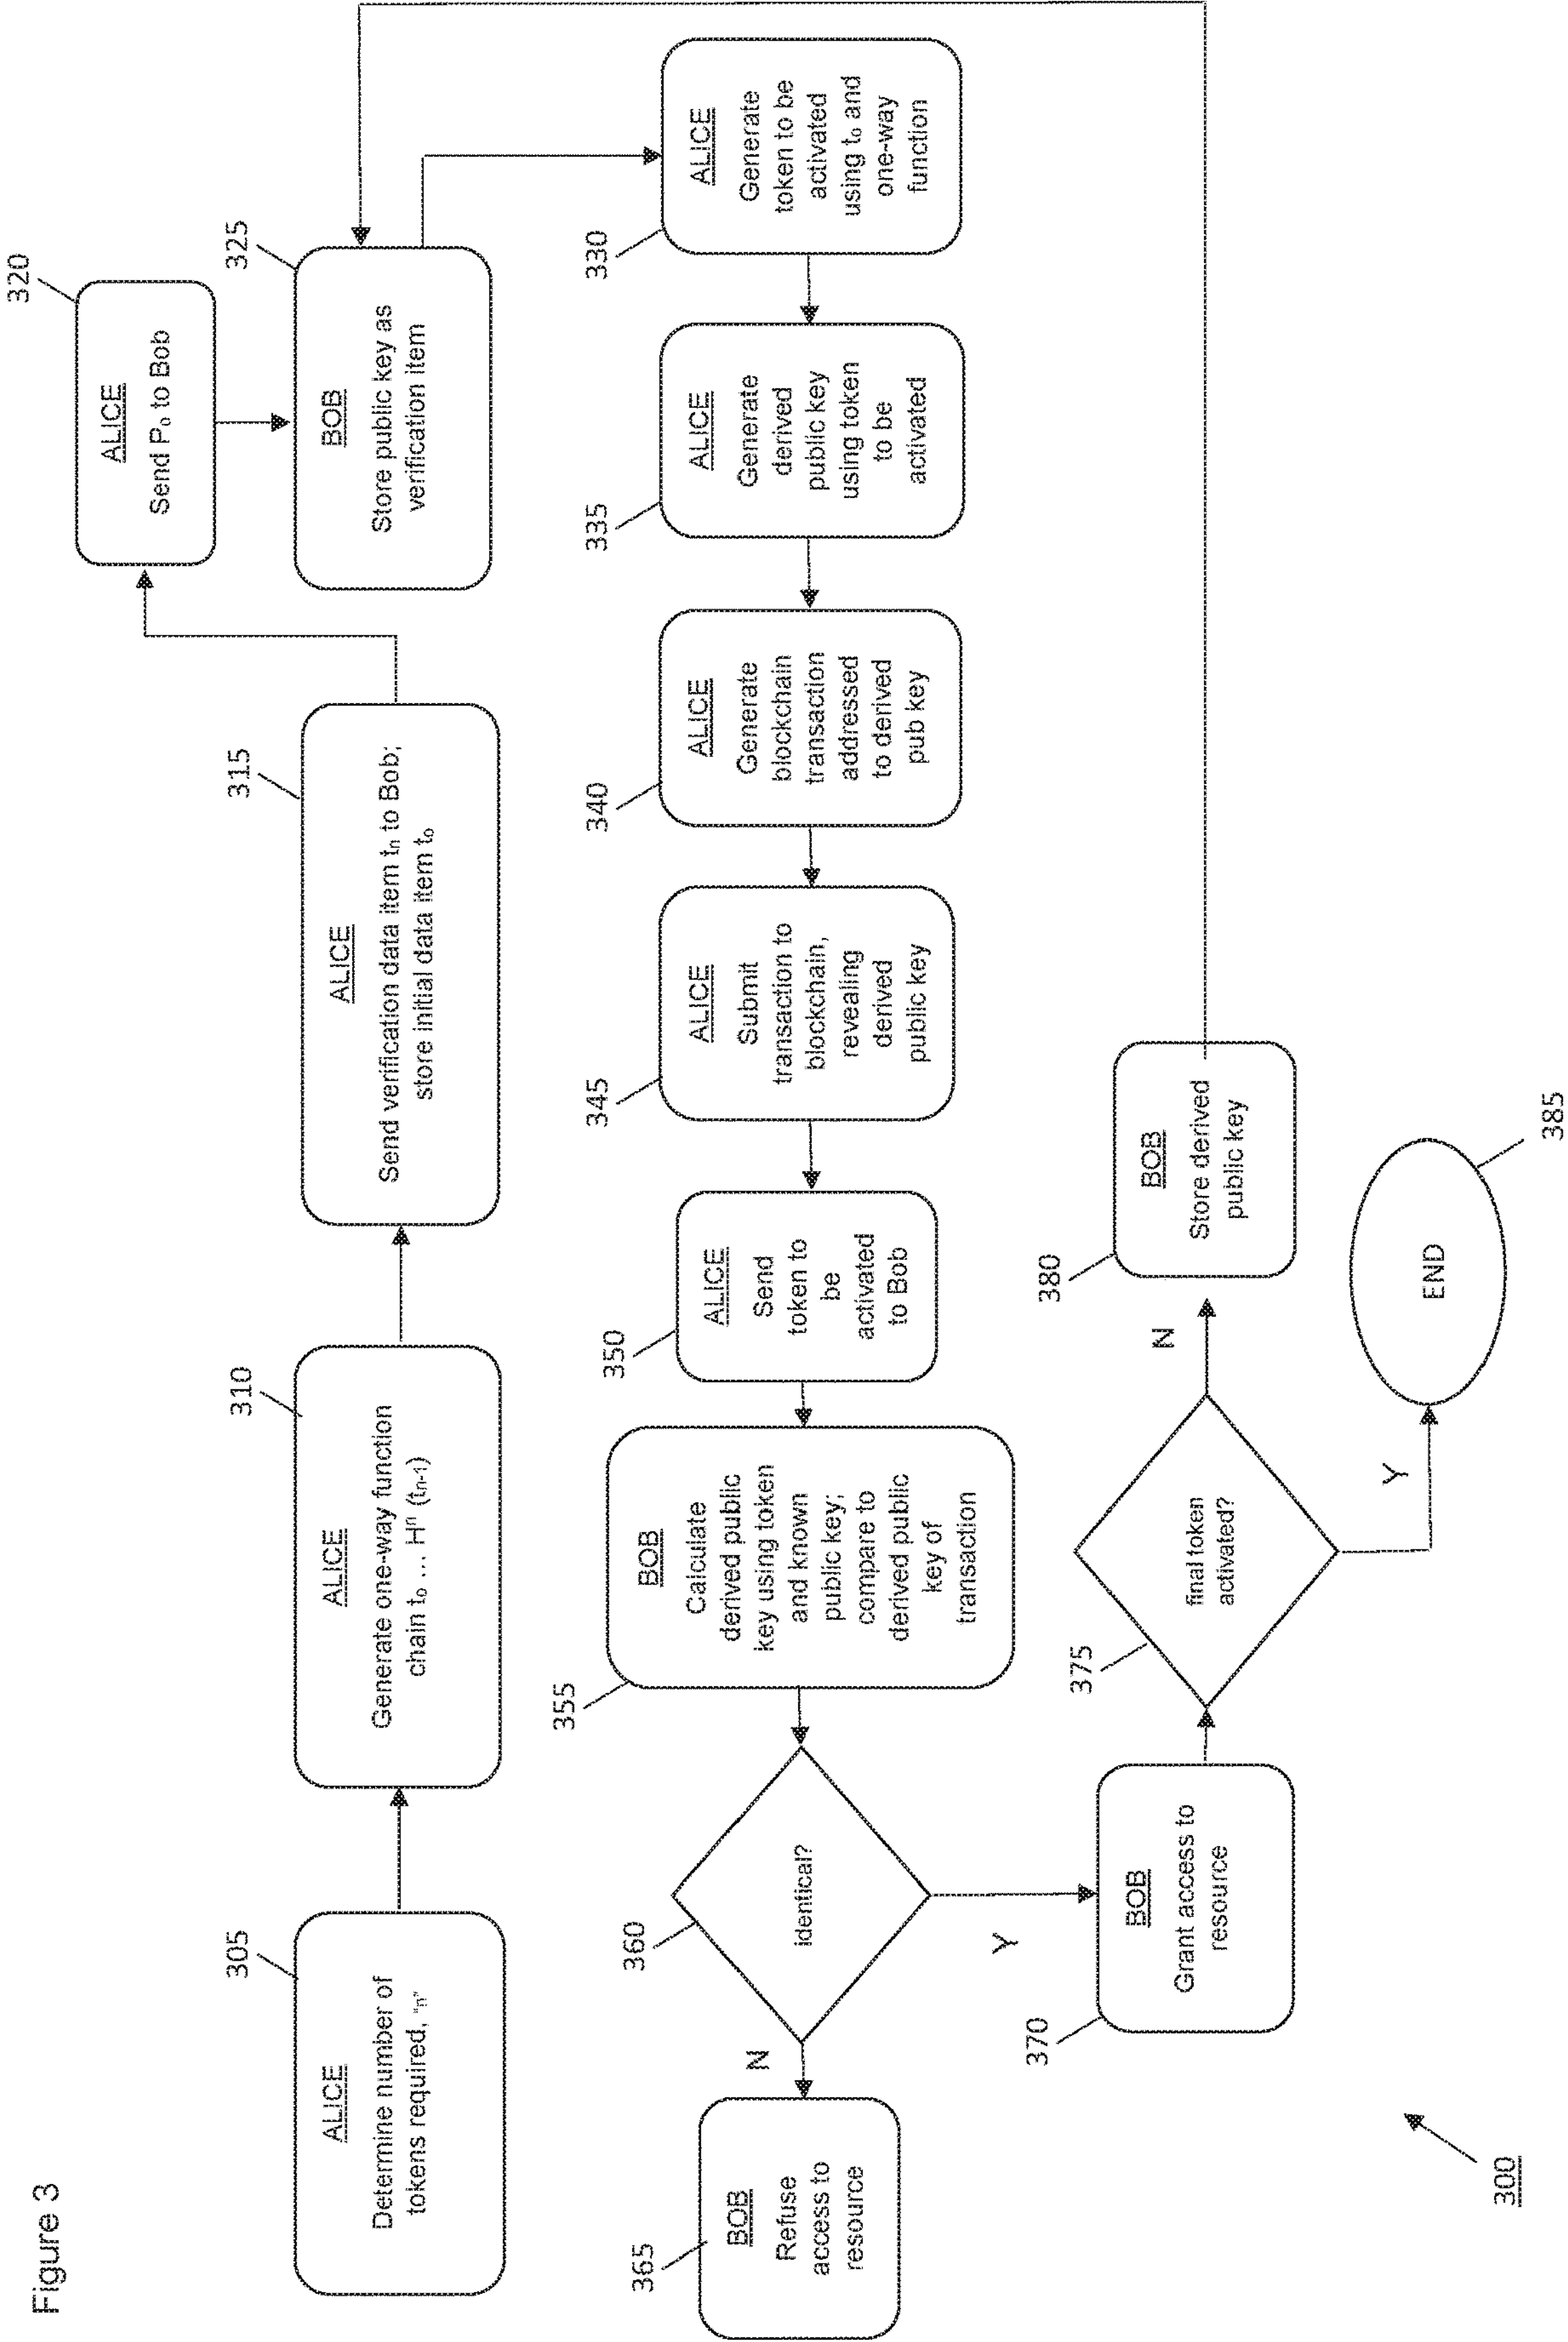 Figure 3
305
ALICE
Determine number of
tokens required, "n"
310
ALICE
Generate one-way function
chain t₀ ... Hⁿ (tₙ₋₁)
315
ALICE
Send verification data item tₙ to Bob;
store initial data item t₀
320
ALICE
Send P₀ to Bob
325
BOB
Store public key as
verification item
330
ALICE
Generate
token to be
activated
using t₀ and
one-way
function
335
ALICE
Generate
derived
public key
using token
to be
activated
340
ALICE
Generate
blockchain
transaction
addressed
to derived
pub key
345
ALICE
Submit
transaction to
blockchain,
revealing
derived
public key
350
ALICE
Send
token to
be
activated
to Bob
355
BOB
Calculate
derived public
key using token
and known
public key;
compare to
derived public
key of
transaction
360
identical?
N
365
BOB
Refuse
access to
resource
Y
370
BOB
Grant access to
resource
375
final token
activated?
N
380
BOB
Store derived
public key
Y
385
END
300